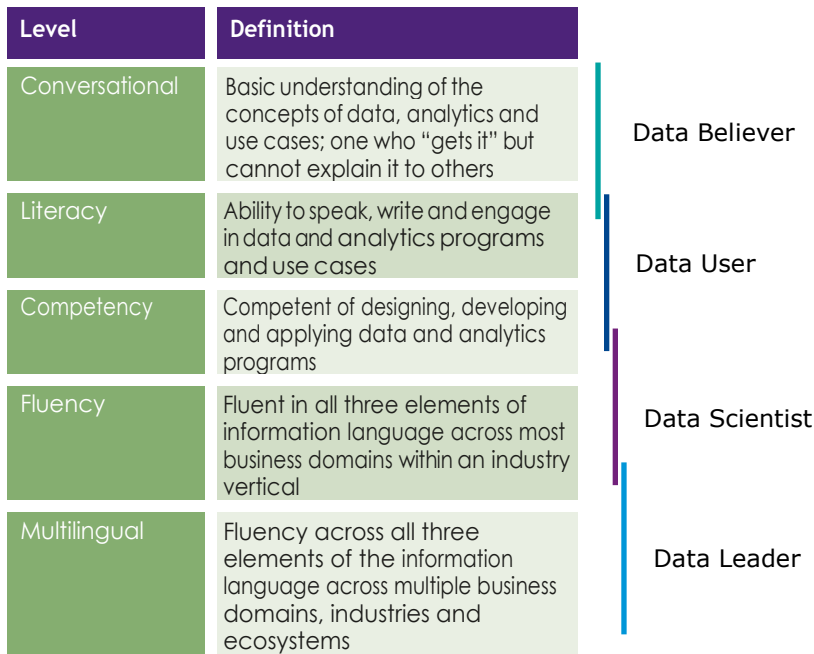 Level
Definition
Conversational
Basic understanding of the
concepts of data, analytics and
use cases; one who “gets it” but
cannot explain it to others
Data Believer
Literacy
Ability to speak, write and engage
in data and analytics programs
and use cases
Data User
Competency
Competent of designing, developing
and applying data and analytics
programs
Fluency
Fluent in all three elements of
information language across most
business domains within an industry
vertical
Data Scientist
Multilingual
Fluency across all three
elements of the information
language across multiple business
domains, industries and
ecosystems
Data Leader